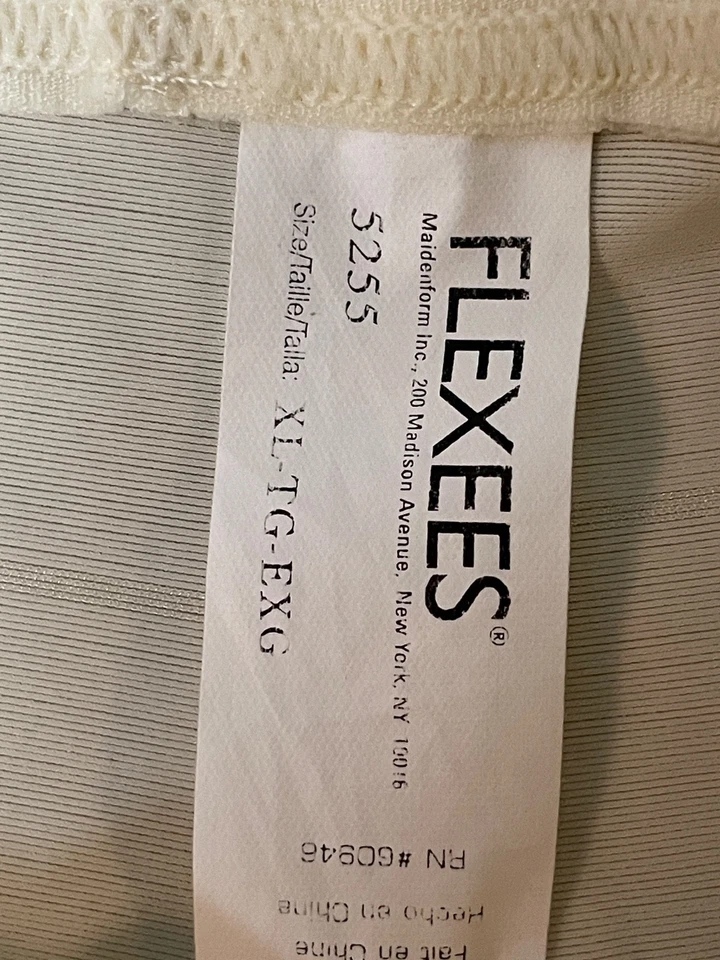 FLEXEES®
Maidenform Inc., 200 Madison Avenue, New York, NY 10016
5255
Size/Taille/Talla: XL-TG-EXG
RN #60946
Hecho en China
Fait en Chine